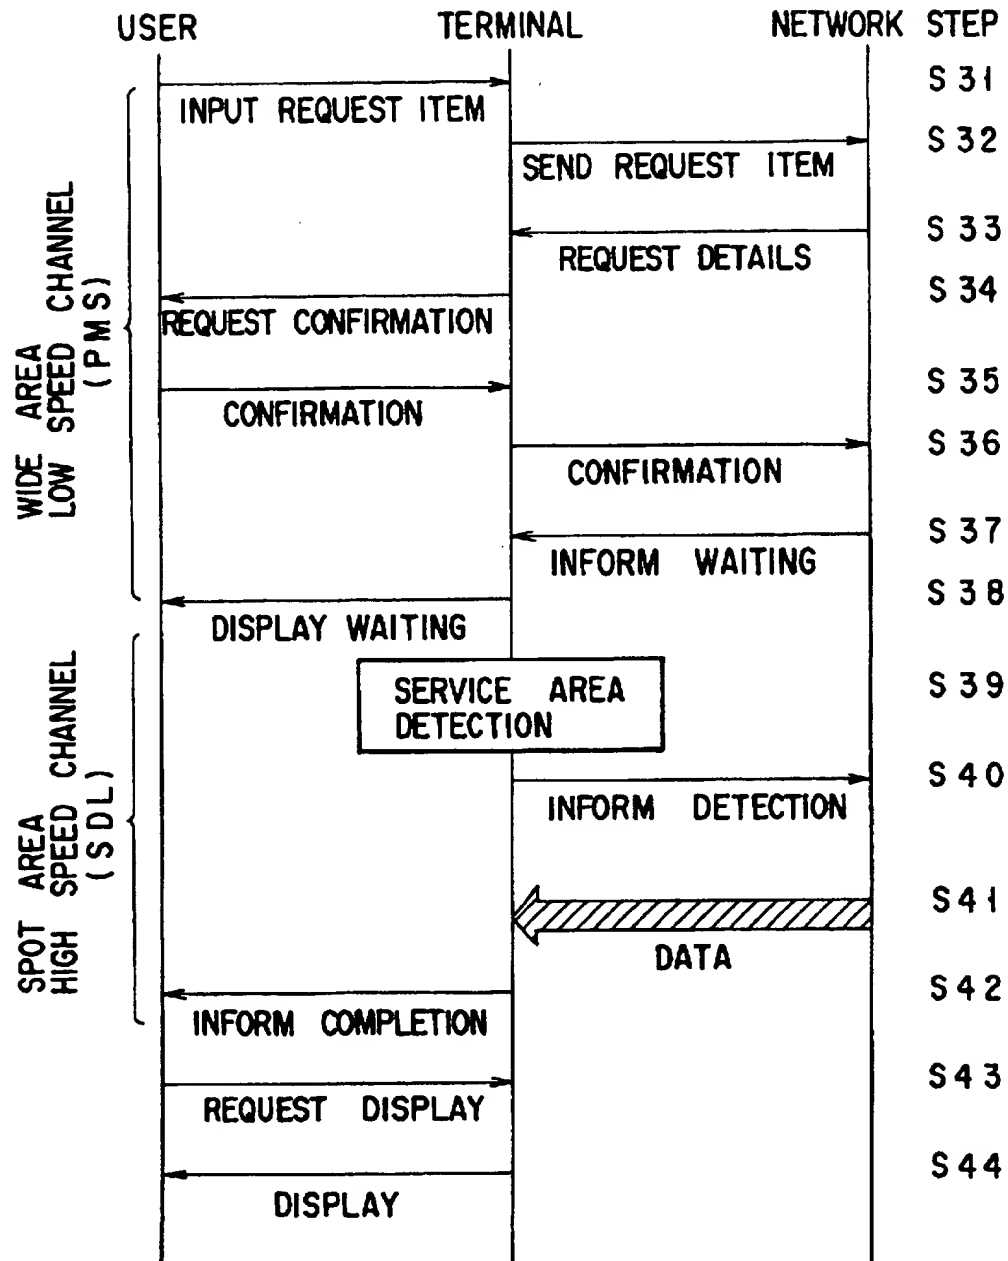 USER TERMINAL NETWORK STEP
S31
INPUT REQUEST ITEM
S32
SEND REQUEST ITEM
S33
REQUEST DETAILS
S34
REQUEST CONFIRMATION
S35
CONFIRMATION
S36
CONFIRMATION
S37
INFORM WAITING
S38
DISPLAY WAITING
WIDE AREA
LOW SPEED CHANNEL
(PMS)
SERVICE AREA
DETECTION
S39
S40
INFORM DETECTION
S41
DATA
S42
INFORM COMPLETION
SPOT AREA
HIGH SPEED CHANNEL
(SDL)
S43
REQUEST DISPLAY
S44
DISPLAY